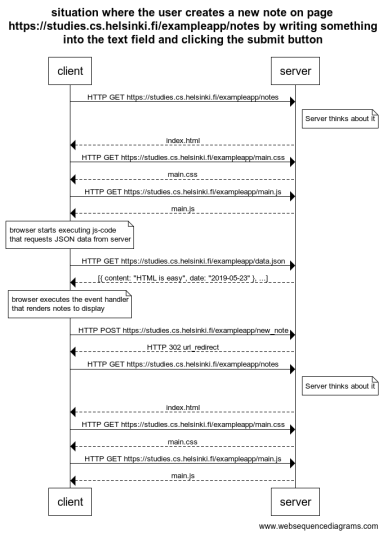 situation where the user creates a new note on page
https://studies.cs.helsinki.fi/exampleapp/notes by writing something
into the text field and clicking the submit button
client
server
HTTP GET https://studies.cs.helsinki.fi/exampleapp/notes
Server thinks about it
index.html
HTTP GET https://studies.cs.helsinki.fi/exampleapp/main.css
main.css
HTTP GET https://studies.cs.helsinki.fi/exampleapp/main.js
main.js
browser starts executing js-code
that requests JSON data from server
HTTP GET https://studies.cs.helsinki.fi/exampleapp/data.json
[{ content: "HTML is easy", date: "2019-05-23" }, ...]
browser executes the event handler
that renders notes to display
HTTP POST https://studies.cs.helsinki.fi/exampleapp/new_note
HTTP 302 url_redirect
HTTP GET https://studies.cs.helsinki.fi/exampleapp/notes
Server thinks about it
index.html
HTTP GET https://studies.cs.helsinki.fi/exampleapp/main.css
main.css
HTTP GET https://studies.cs.helsinki.fi/exampleapp/main.js
main.js
client
server
www.websequencediagrams.com